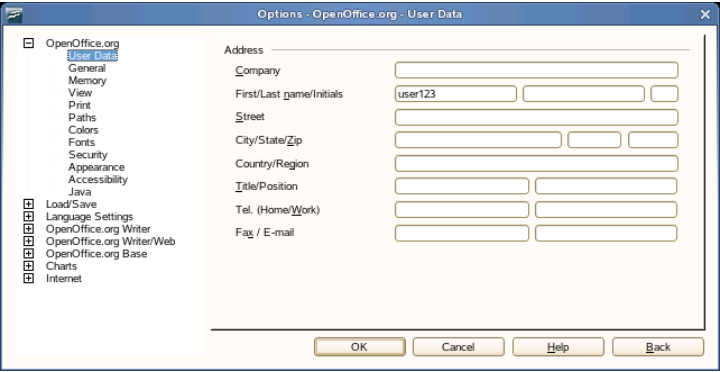 Options - OpenOffice.org - User Data
OpenOffice.org
User Data
General
Memory
View
Print
Paths
Colors
Fonts
Security
Appearance
Accessibility
Java
Load/Save
Language Settings
OpenOffice.org Writer
OpenOffice.org Writer/Web
OpenOffice.org Base
Charts
Internet
Address
Company
First/Last name/Initials user123
Street
City/State/Zip
Country/Region
Title/Position
Tel. (Home/Work)
Fax / E-mail
OK Cancel Help Back